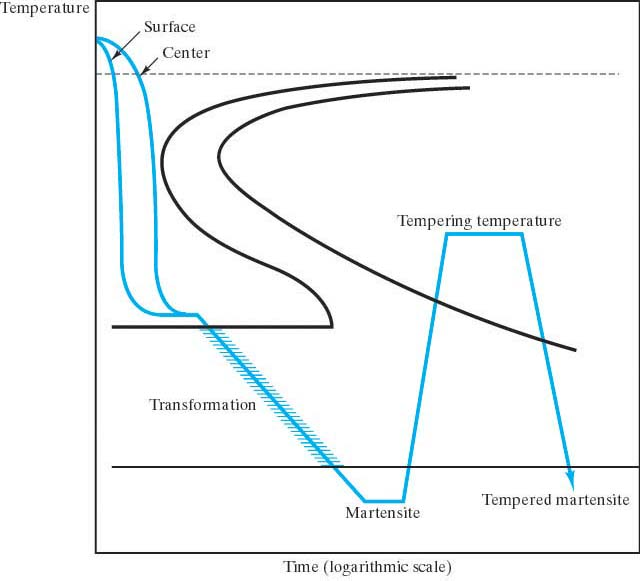 Temperature
Surface
Center
Tempering temperature
Transformation
Tempered martensite
Martensite
Time (logarithmic scale)